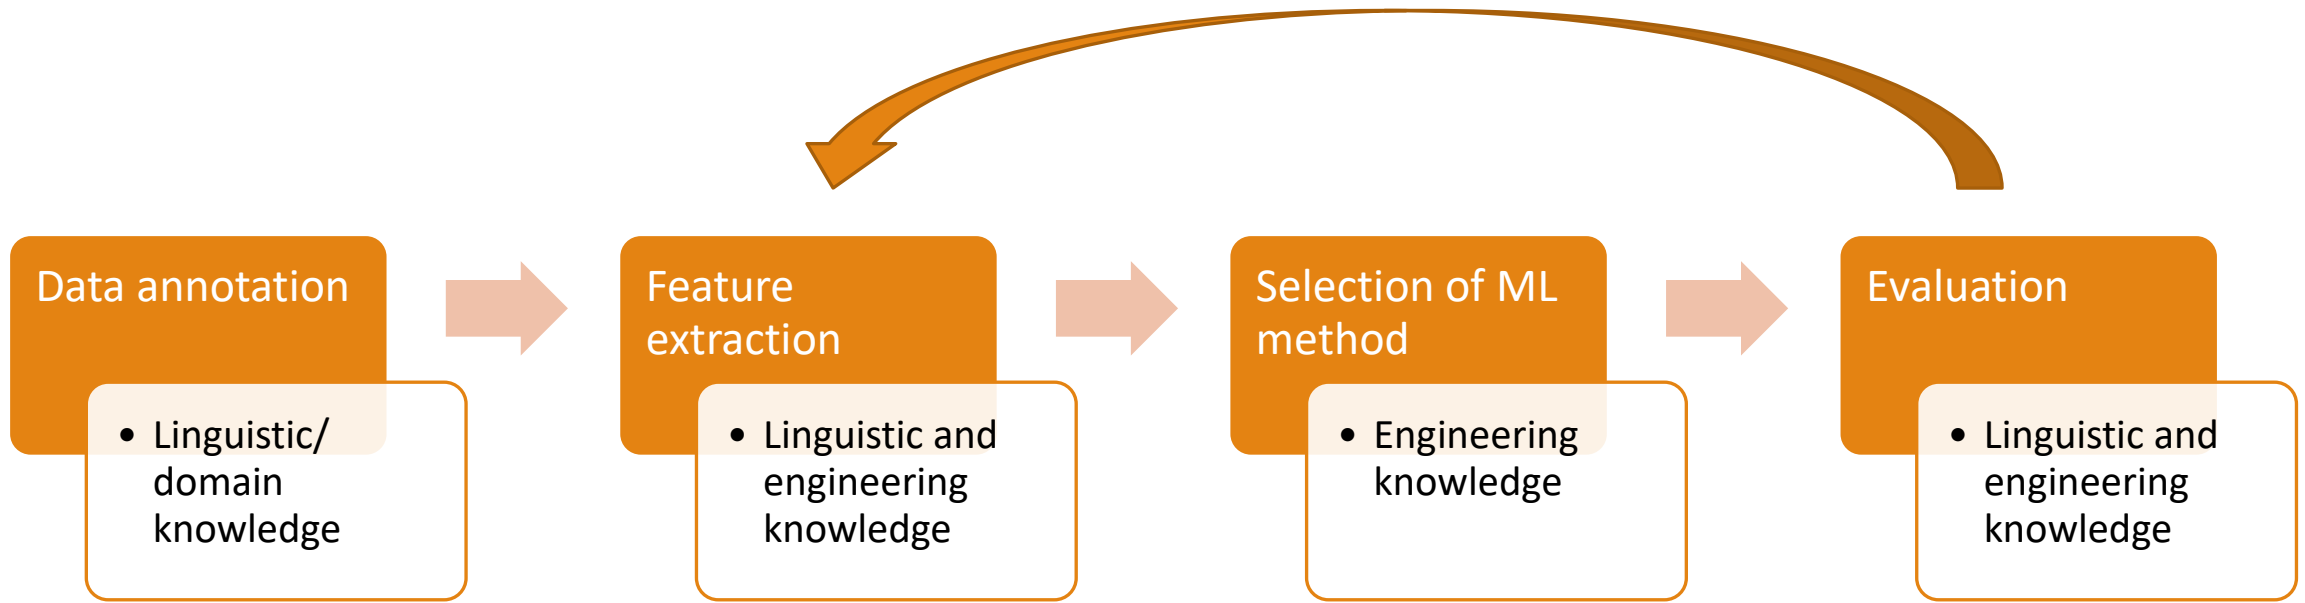 Data annotation
• Linguistic/
domain
knowledge
Feature
extraction
• Linguistic and
engineering
knowledge
Selection of ML
method
• Engineering
knowledge
Evaluation
• Linguistic and
engineering
knowledge